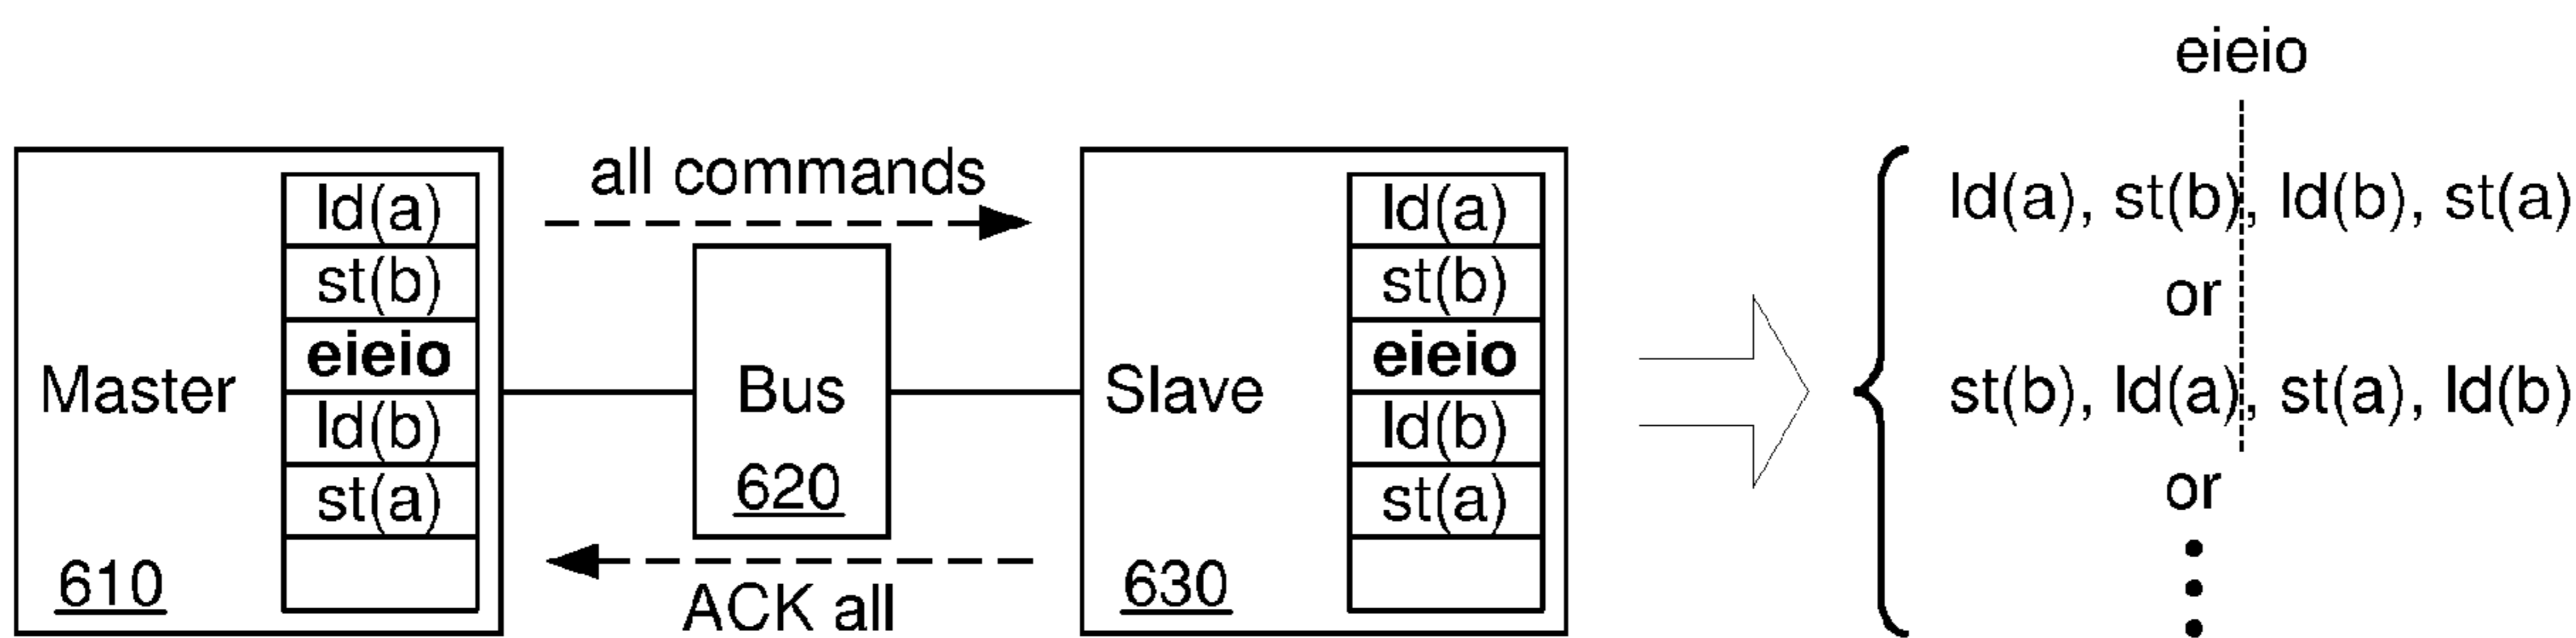 Master
610
ld(a)
st(b)
eieio
ld(b)
st(a)
all commands
Bus
620
ACK all
Slave
630
ld(a)
st(b)
eieio
ld(b)
st(a)
eieio
ld(a), st(b), ld(b), st(a)
or
st(b), ld(a), st(a), ld(b)
or